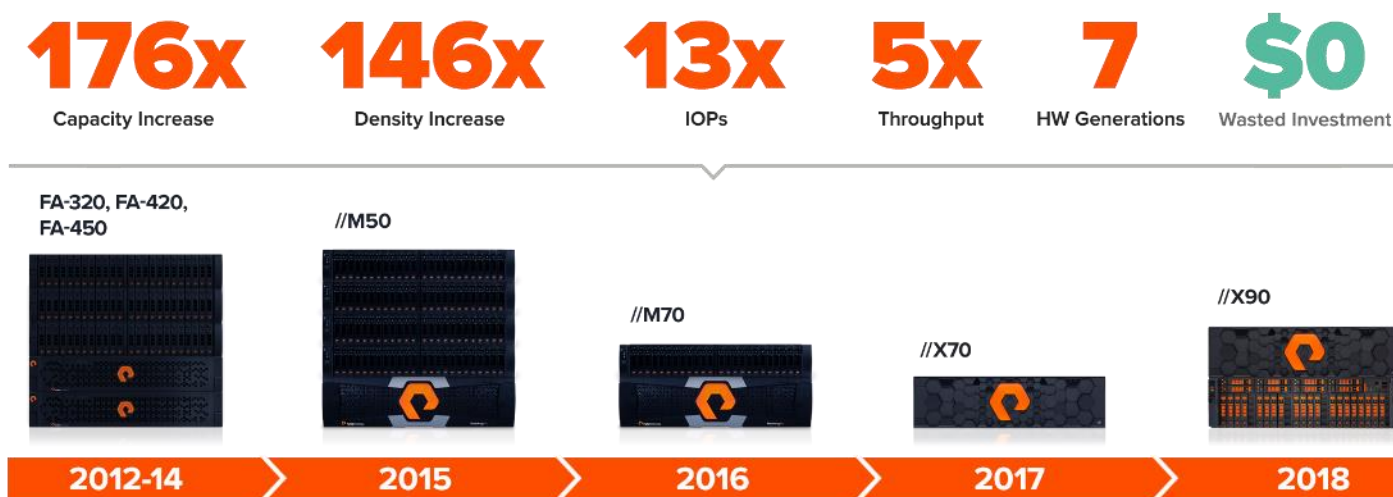 176x 146x 13x 5x 7 $0
Capacity Increase Density Increase IOPs Throughput HW Generations Wasted Investment
FA-320, FA-420,
FA-450
//M50
//M70
//X70
//X90
2012-14 2015 2016 2017 2018